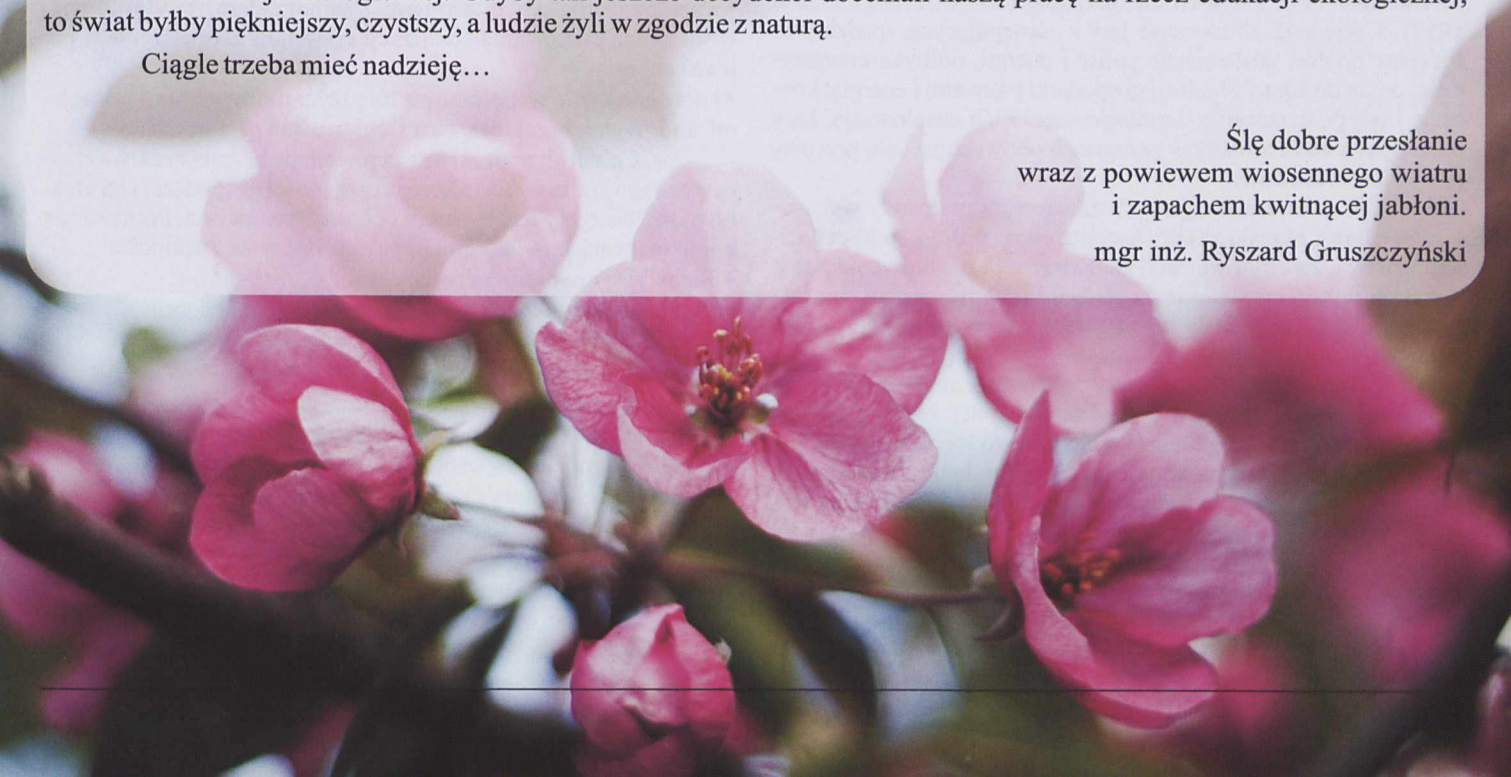 to świat byłby piękniejszy, czystszy, a ludzie żyli w zgodzie z naturą.
Ciągle trzeba mieć nadzieję…
Ślę dobre przesłanie
wraz z powiewem wiosennego wiatru
i zapachem kwitnącej jabłoni.
mgr inż. Ryszard Gruszczyński